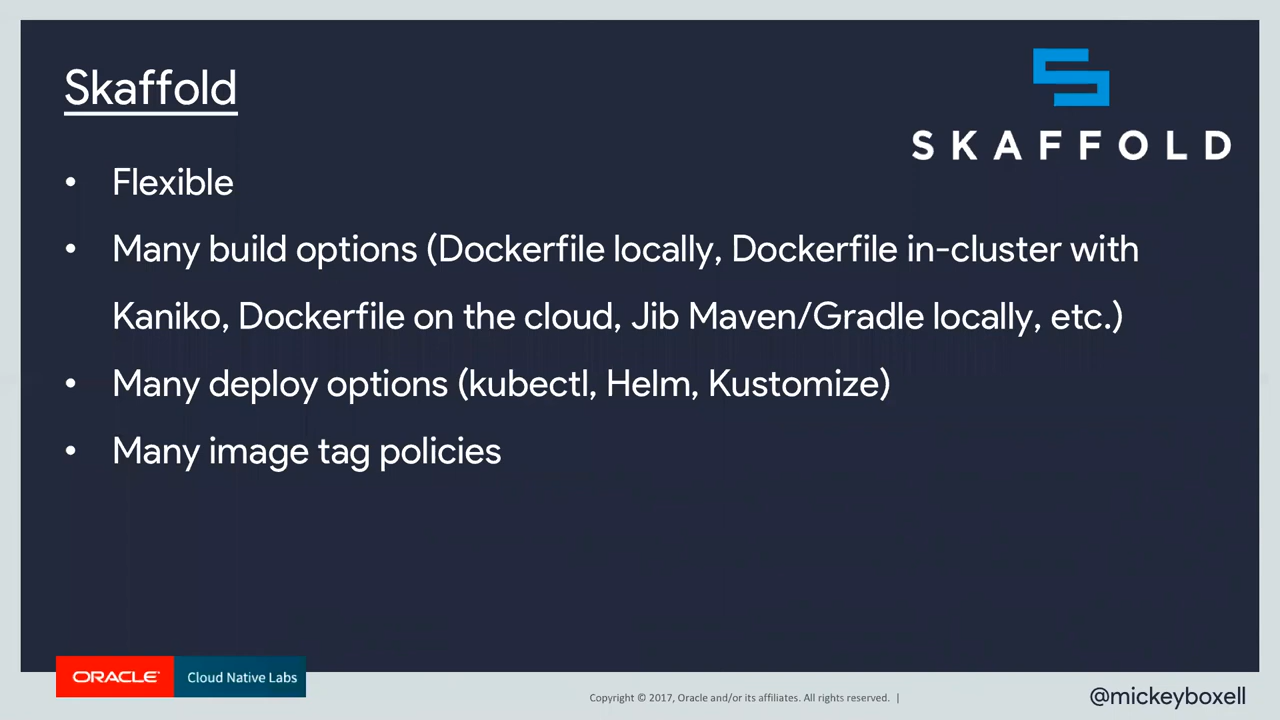 Skaffold
SKAFFOLD
• Flexible
• Many build options (Dockerfile locally, Dockerfile in-cluster with
Kaniko, Dockerfile on the cloud, Jib Maven/Gradle locally, etc.)
• Many deploy options (kubectl, Helm, Kustomize)
• Many image tag policies
ORACLE Cloud Native Labs
Copyright © 2017, Oracle and/or its affiliates. All rights reserved. |
@mickeyboxell